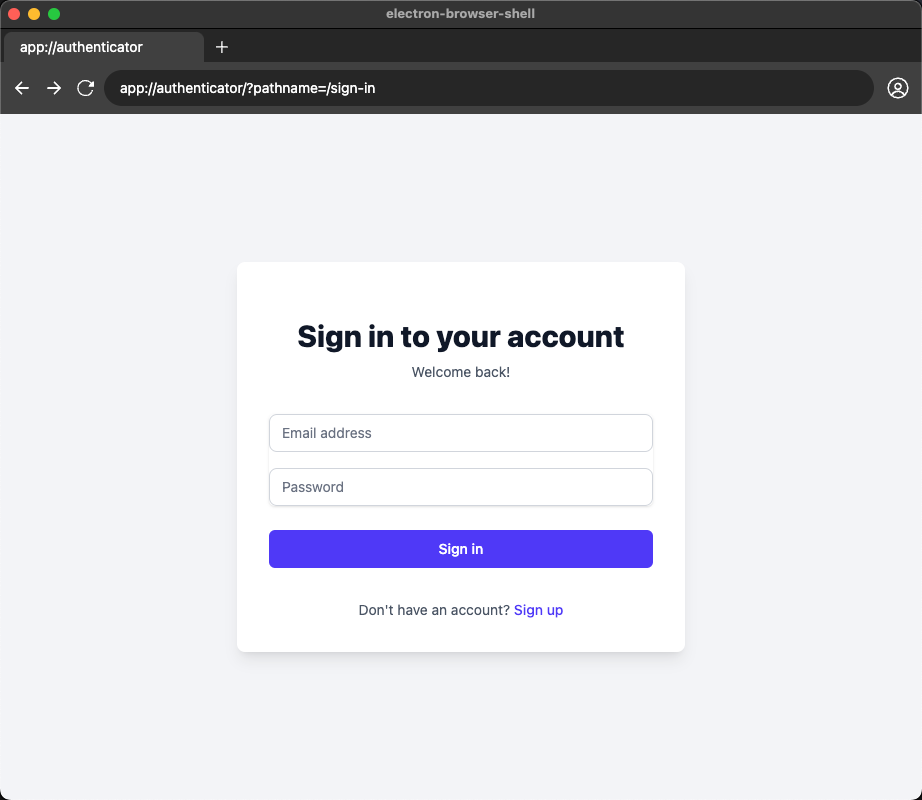 electron-browser-shell
app://authenticator
app://authenticator/?pathname=/sign-in
Sign in to your account
Welcome back!
Email address
Password
Sign in
Don't have an account? Sign up